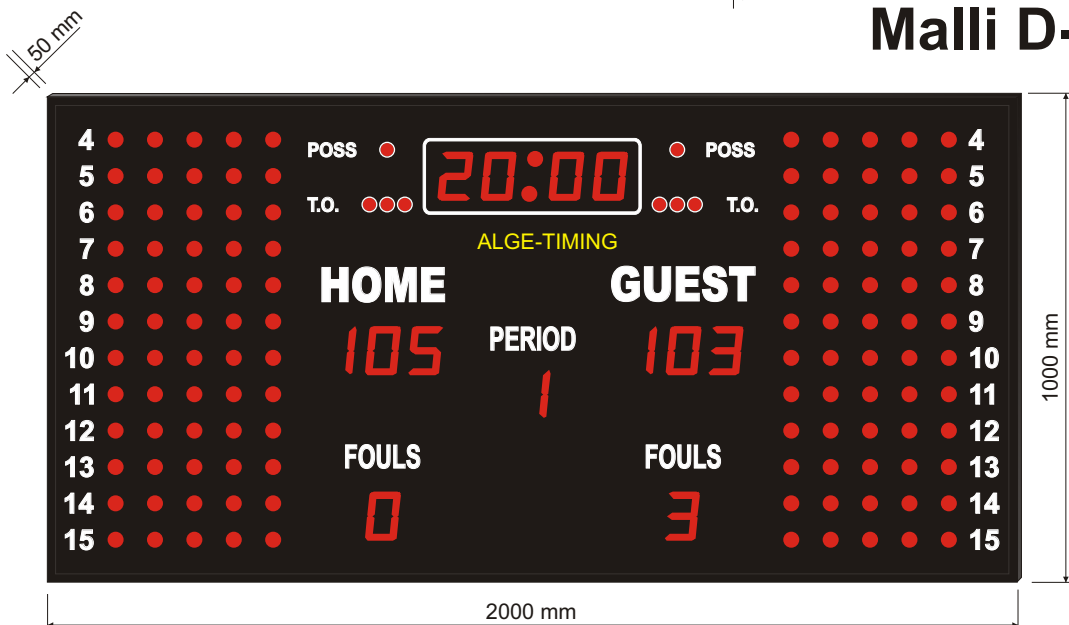 Malli D-
50 mm
POSS 20:00 POSS
T.O. T.O.
ALGE-TIMING
HOME GUEST
105 PERIOD 103
1
FOULS FOULS
0 3
4 4
5 5
6 6
7 7
8 8
9 9
10 10
11 11
12 12
13 13
14 14
15 15
1000 mm
2000 mm